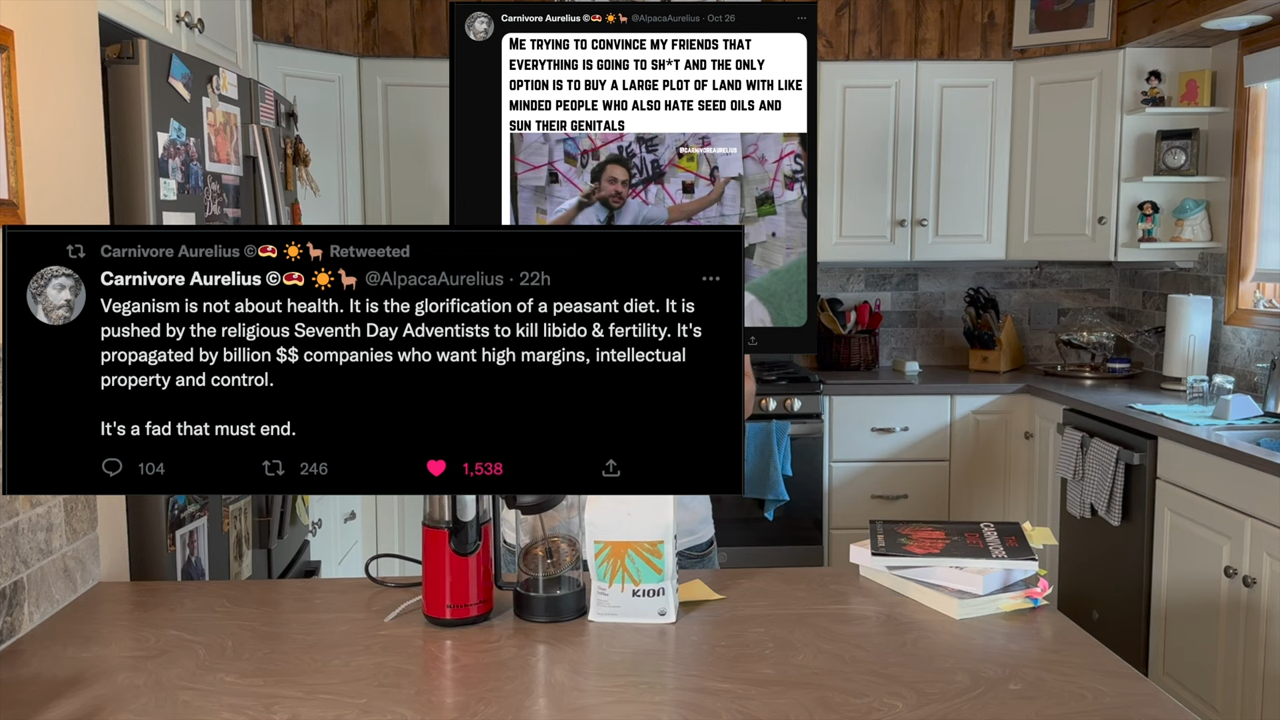 Carnivore Aurelius ©🥩 ☀️🦙 @AlpacaAurelius · Oct 26
ME TRYING TO CONVINCE MY FRIENDS THAT
EVERYTHING IS GOING TO SH*T AND THE ONLY
OPTION IS TO BUY A LARGE PLOT OF LAND WITH LIKE
MINDED PEOPLE WHO ALSO HATE SEED OILS AND
SUN THEIR GENITALS
@CARNIVOREAURELIUS
Carnivore Aurelius ©🥩 ☀️🦙 Retweeted
Carnivore Aurelius ©🥩 ☀️🦙 @AlpacaAurelius · 22h
Veganism is not about health. It is the glorification of a peasant diet. It is
pushed by the religious Seventh Day Adventists to kill libido & fertility. It's
propagated by billion $$ companies who want high margins, intellectual
property and control.
It's a fad that must end.
104 246 1,538
KION
THE
CARNIVORE
DIET